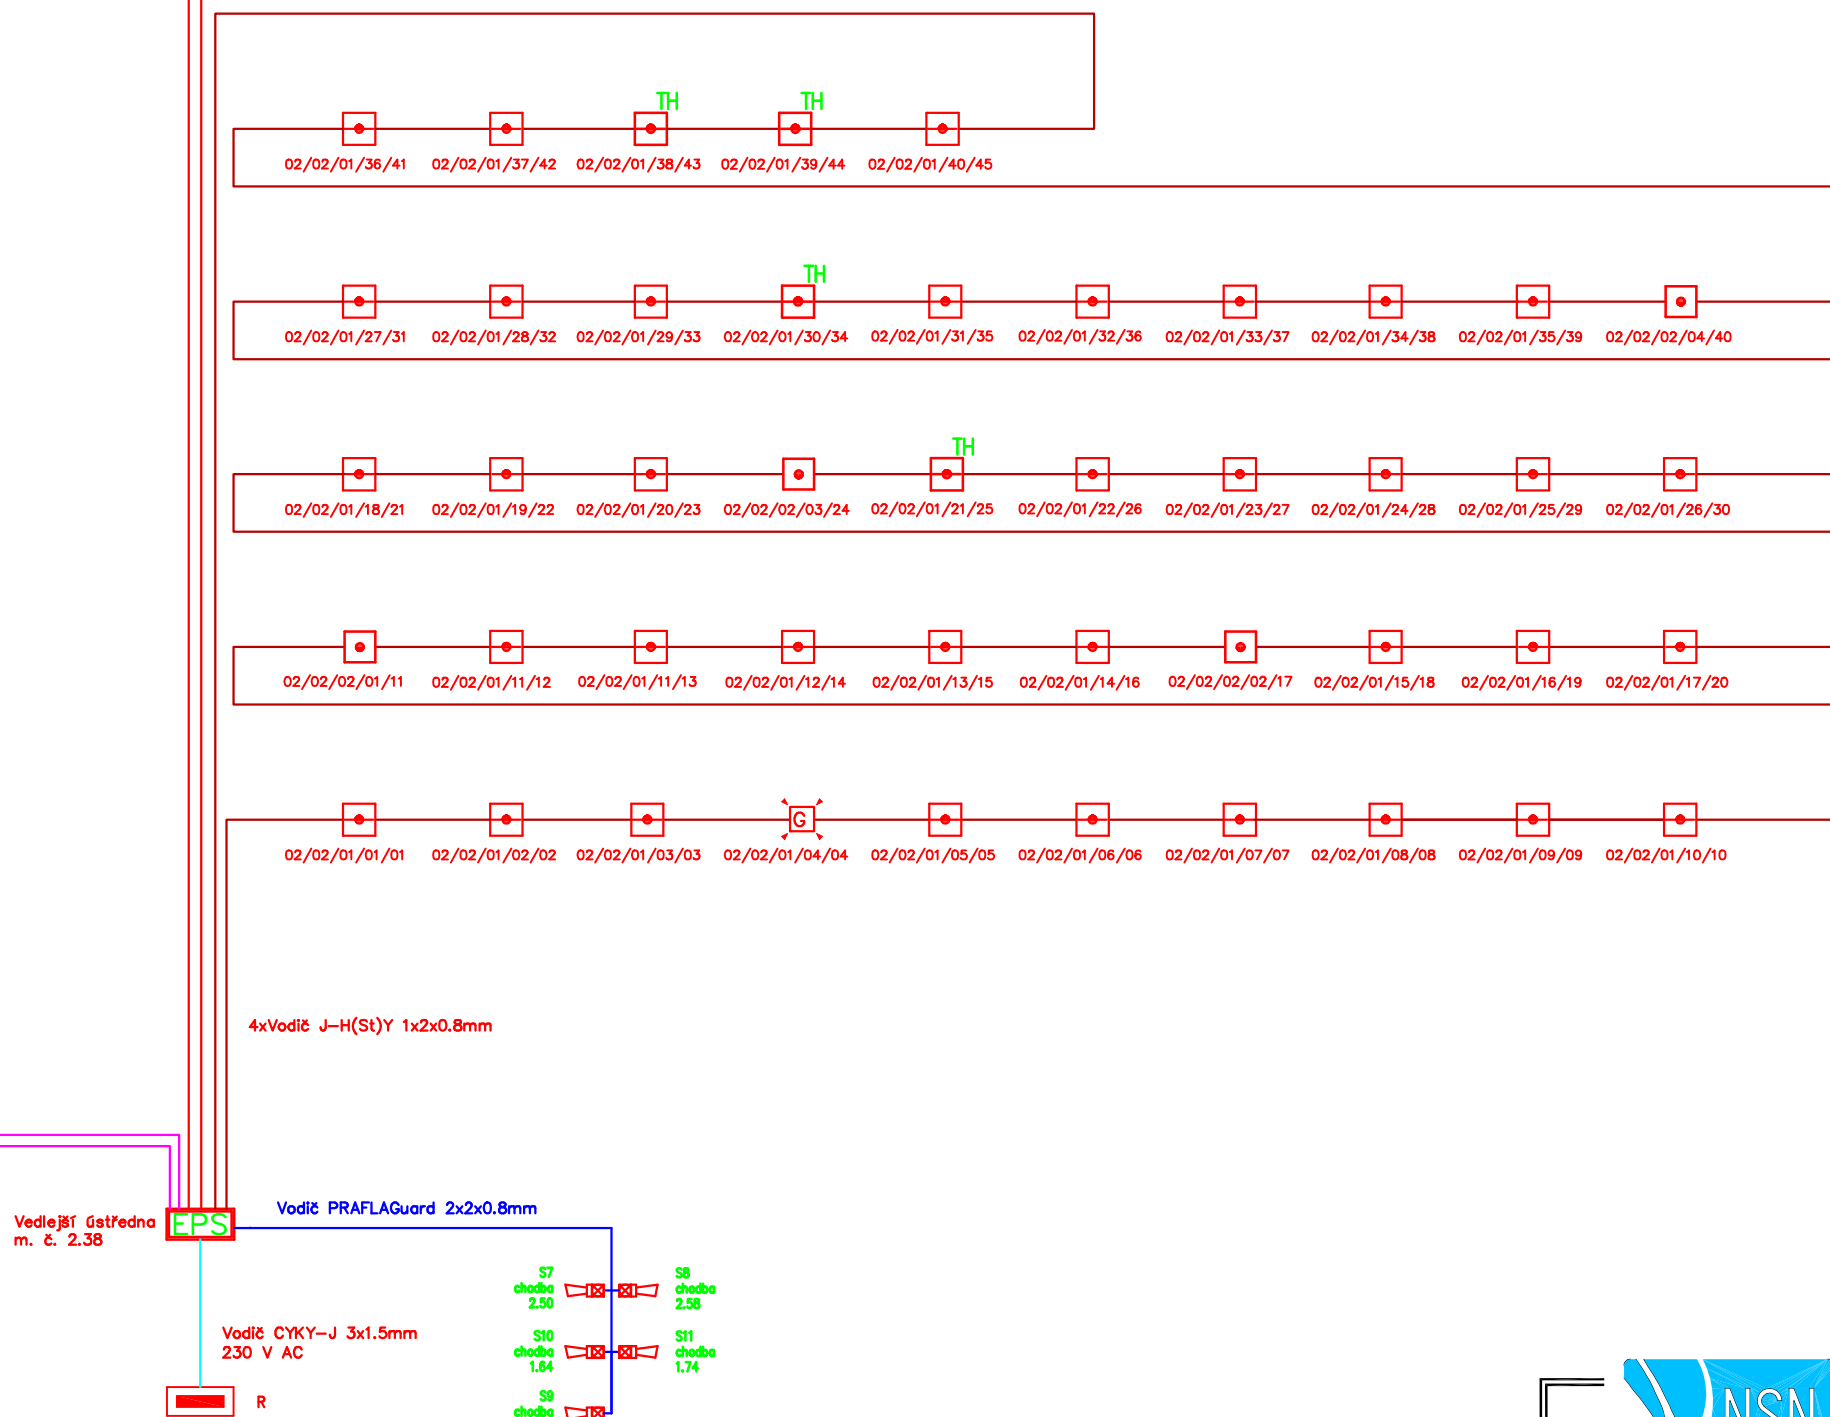 TH TH
02/02/01/36/41 02/02/01/37/42 02/02/01/38/43 02/02/01/39/44 02/02/01/40/45
TH
02/02/01/27/31 02/02/01/28/32 02/02/01/29/33 02/02/01/30/34 02/02/01/31/35 02/02/01/32/36 02/02/01/33/37 02/02/01/34/38 02/02/01/35/39 02/02/02/04/40
TH
02/02/01/18/21 02/02/01/19/22 02/02/01/20/23 02/02/02/03/24 02/02/01/21/25 02/02/01/22/26 02/02/01/23/27 02/02/01/24/28 02/02/01/25/29 02/02/01/26/30
02/02/02/01/11 02/02/01/11/12 02/02/01/11/13 02/02/01/12/14 02/02/01/13/15 02/02/01/14/16 02/02/02/02/17 02/02/01/15/18 02/02/01/16/19 02/02/01/17/20
G
02/02/01/01/01 02/02/01/02/02 02/02/01/03/03 02/02/01/04/04 02/02/01/05/05 02/02/01/06/06 02/02/01/07/07 02/02/01/08/08 02/02/01/09/09 02/02/01/10/10
4xVodič J-H(St)Y 1x2x0.8mm
Vodič PRAFLAGuard 2x2x0.8mm
Vedlejší ústředna
m. č. 2.38
EPS
S7
chodba
2.50
S8
chodba
2.58
Vodič CYKY-J 3x1.5mm
230 V AC
S10
chodba
1.64
S11
chodba
1.74
R
S9
chodba
NSN